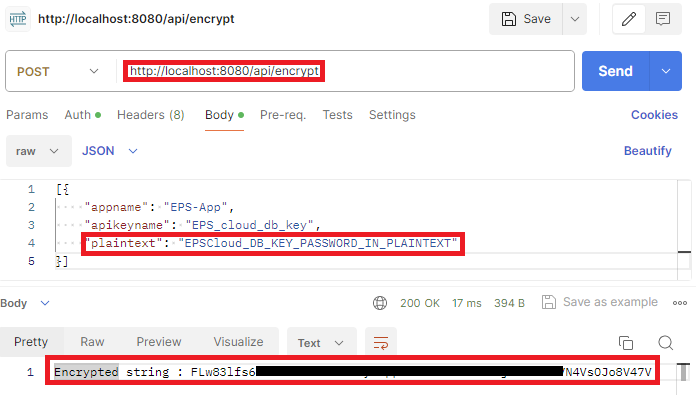 HTTP http://localhost:8080/api/encrypt Save
POST http://localhost:8080/api/encrypt Send
Params Auth Headers (8) Body Pre-req. Tests Settings Cookies
raw JSON Beautify
1 [{
2 "appname": "EPS-App",
3 "apikeyname": "EPS_cloud_db_key",
4 "plaintext": "EPSCloud_DB_KEY_PASSWORD_IN_PLAINTEXT"
5 }]
Body 200 OK 17 ms 394 B Save as example
Pretty Raw Preview Visualize Text
1 Encrypted string : FLw83lfs6 N4VsOJo8V47V